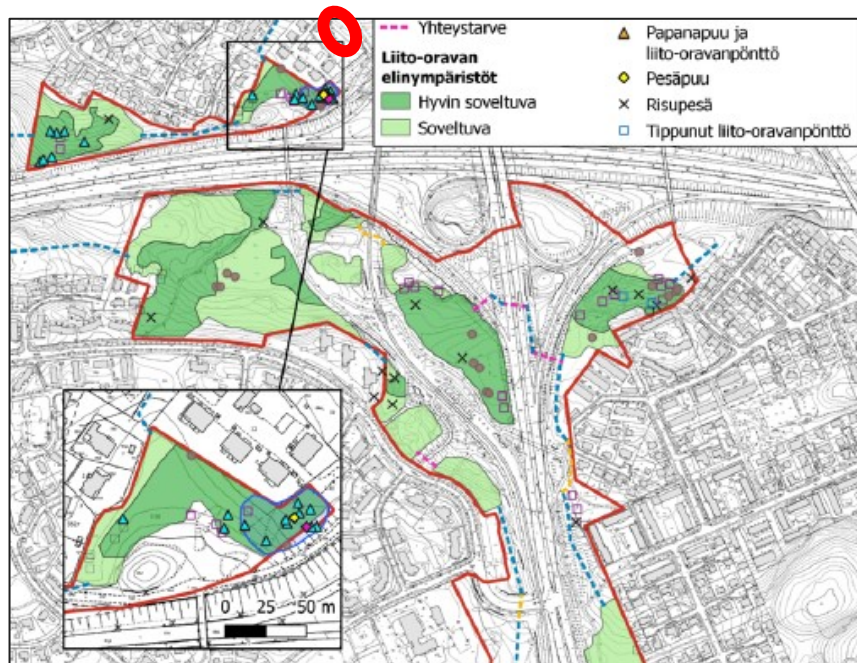 Yhteystarve
Liito-oravan
elinympäristöt
Hyvin soveltuva
Soveltuva
Papanapuu ja
liito-oravanpönttö
Pesäpuu
Risupesä
Tippunut liito-oravanpönttö
0 25 50 m